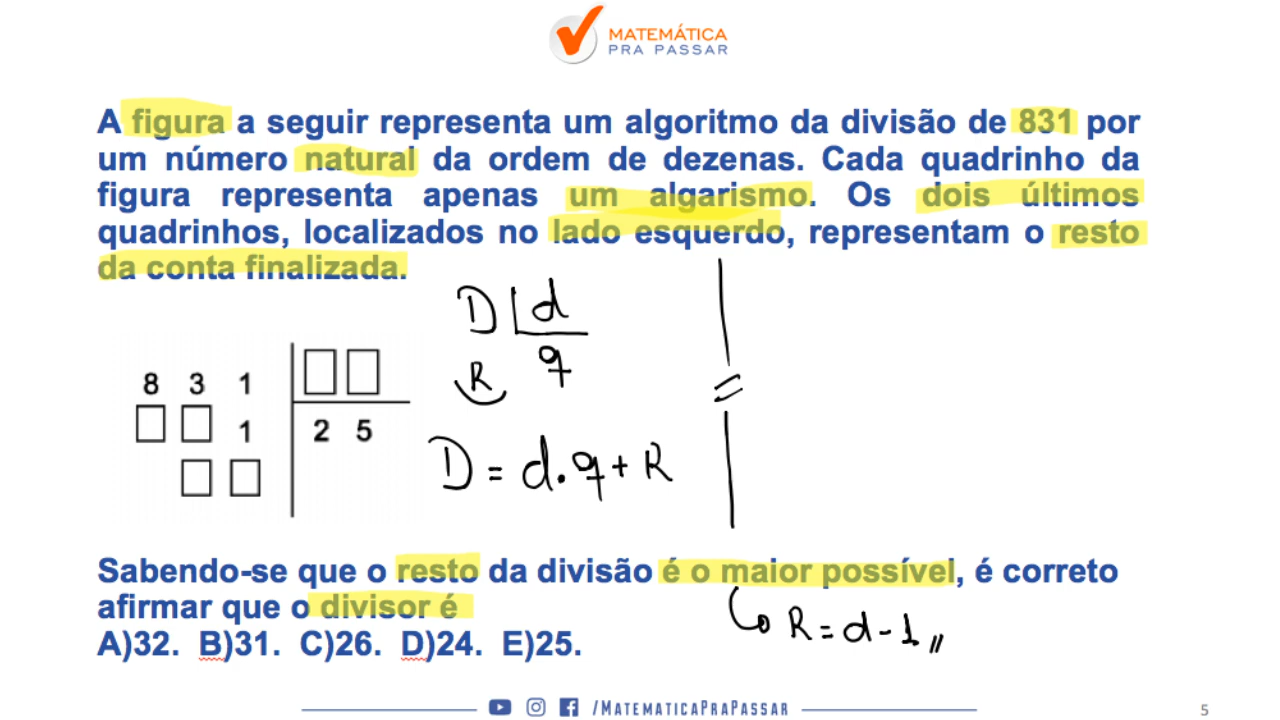 MATEMÁTICA
PRA PASSAR
A figura a seguir representa um algoritmo da divisão de 831 por
um número natural da ordem de dezenas. Cada quadrinho da
figura representa apenas um algarismo. Os dois últimos
quadrinhos, localizados no lado esquerdo, representam o resto
da conta finalizada.
D d
R q
8 3 1
1 2 5
D = d.q + R
=
Sabendo-se que o resto da divisão é o maior possível, é correto
afirmar que o divisor é
R = d - 1
A)32. B)31. C)26. D)24. E)25.
/MATEMATICAPRAPASSAR
5